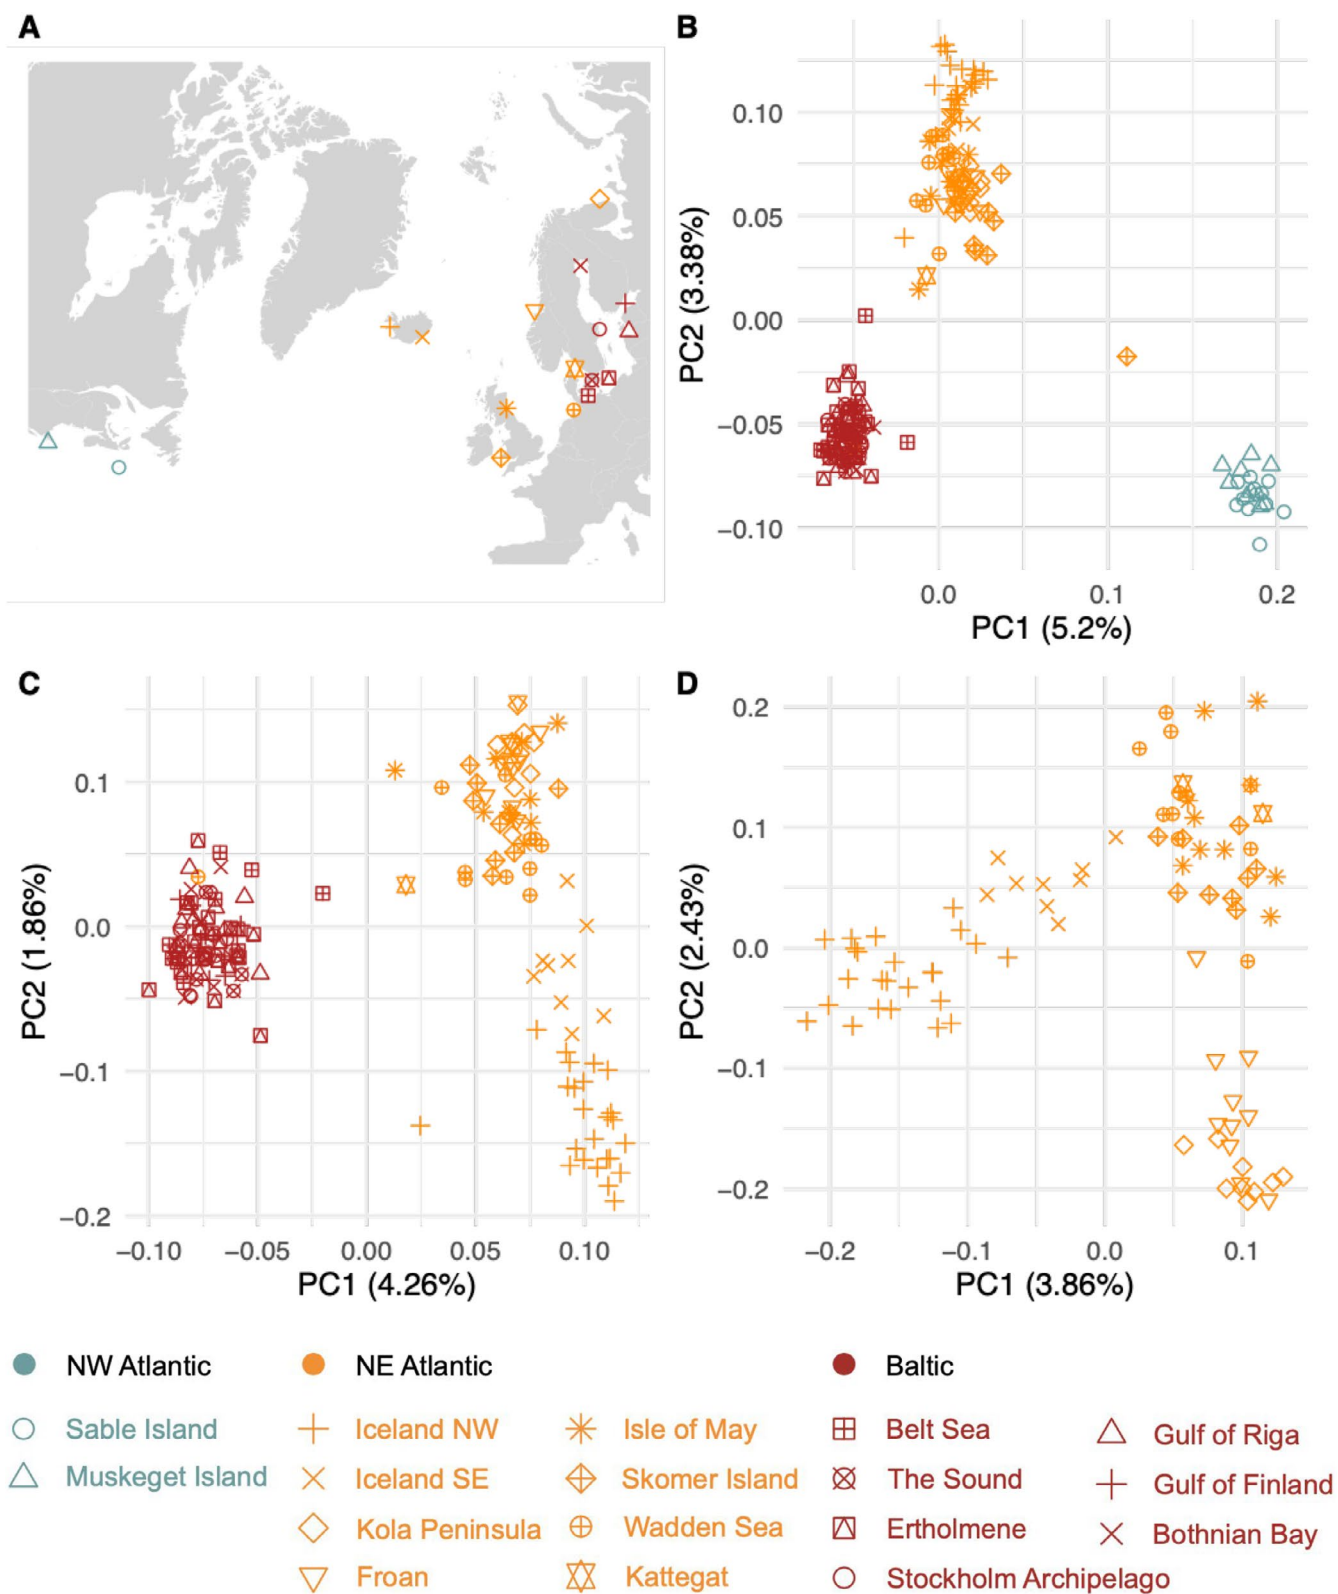 A
B
0.10
0.05
0.00
−0.05
−0.10
PC2 (3.38%)
0.0 0.1 0.2
PC1 (5.2%)
C
0.1
0.0
−0.1
−0.2
PC2 (1.86%)
−0.10 −0.05 0.00 0.05 0.10
PC1 (4.26%)
D
0.2
0.1
0.0
−0.1
−0.2
PC2 (2.43%)
−0.2 −0.1 0.0 0.1
PC1 (3.86%)
NW Atlantic
Sable Island
Muskeget Island
NE Atlantic
Iceland NW
Iceland SE
Kola Peninsula
Froan
Isle of May
Skomer Island
Wadden Sea
Kattegat
Baltic
Belt Sea
The Sound
Ertholmene
Stockholm Archipelago
Gulf of Riga
Gulf of Finland
Bothnian Bay